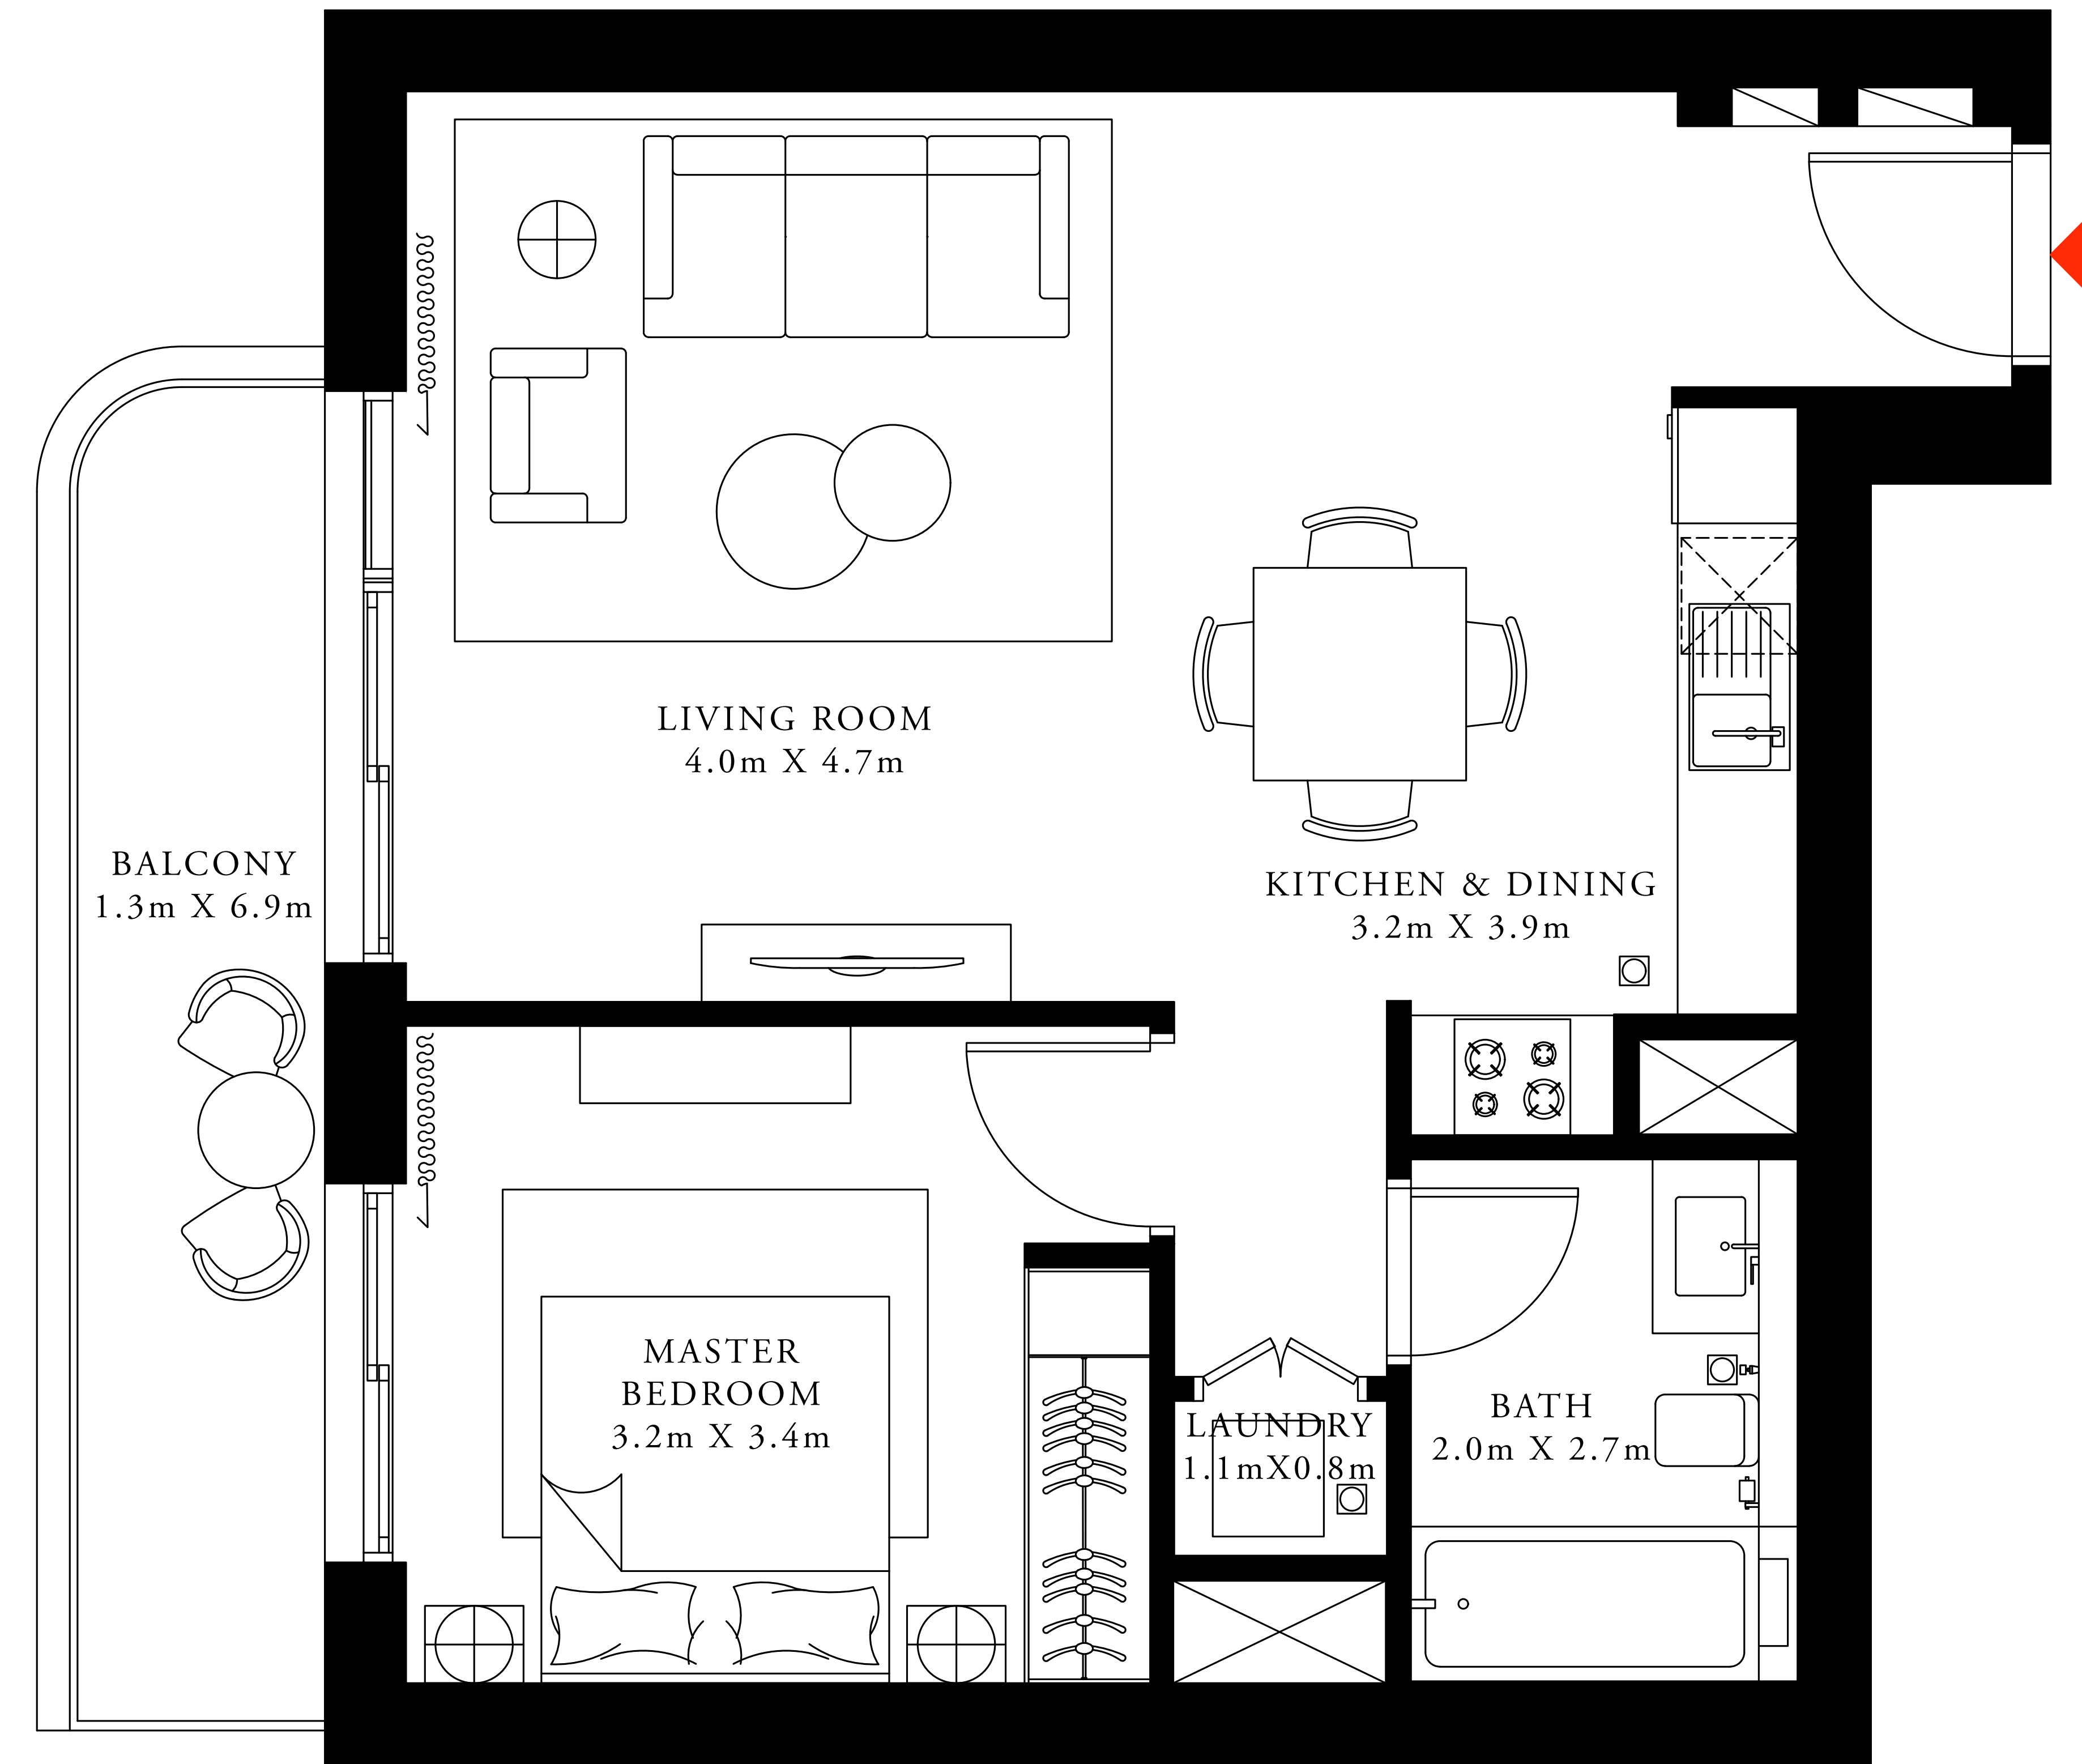 LIVING ROOM
4.0m X 4.7m
BALCONY
1.3m X 6.9m
KITCHEN & DINING
3.2m X 3.9m
MASTER
BEDROOM
3.2m X 3.4m
LAUNDRY
1.1mX0.8m
BATH
2.0m X 2.7m